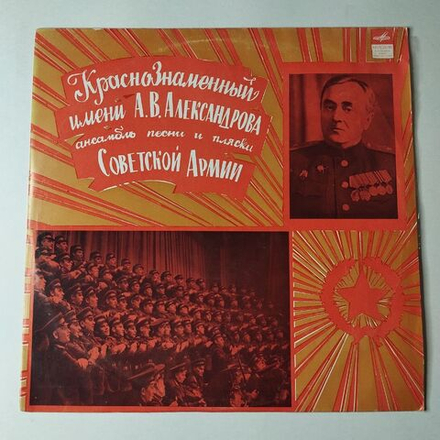 Краснознаменный
имени А.В.Александрова
ансамбль песни и пляски
Советской Армии